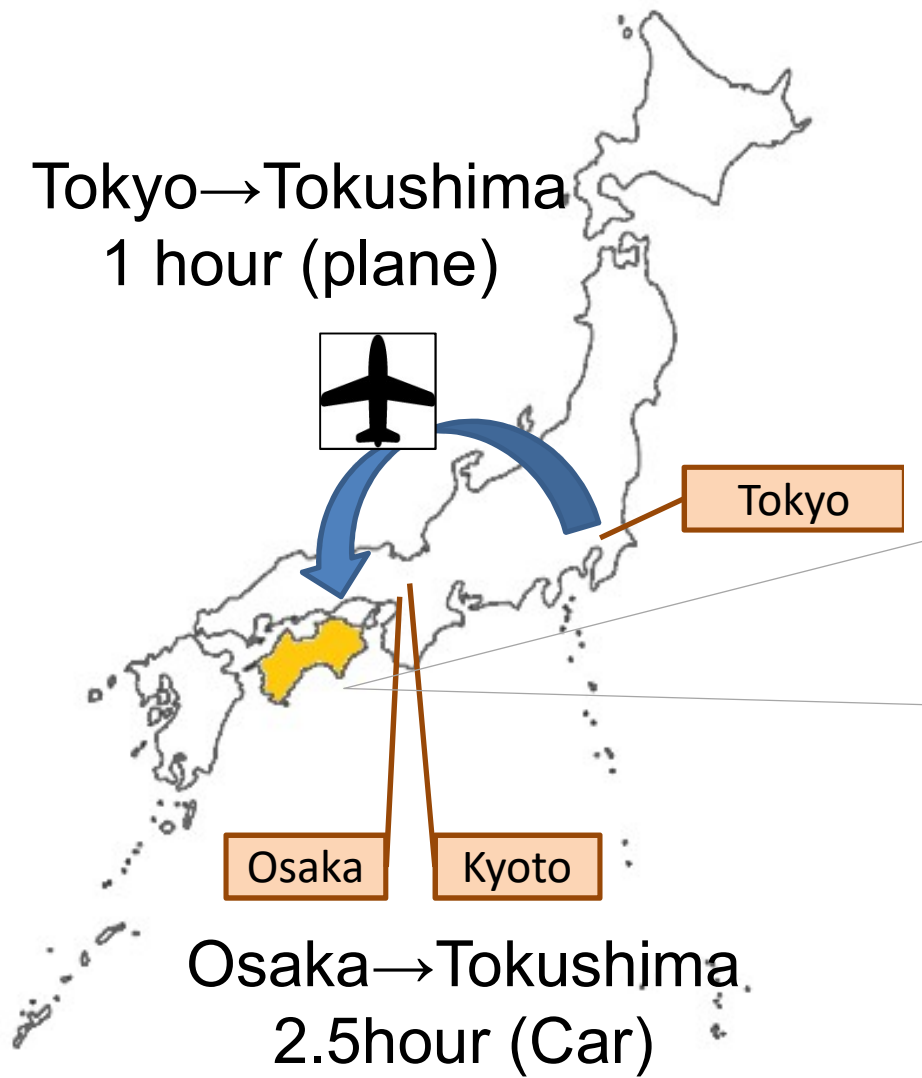 Tokyo→Tokushima
1 hour (plane)
Tokyo
Osaka
Kyoto
Osaka→Tokushima
2.5hour (Car)